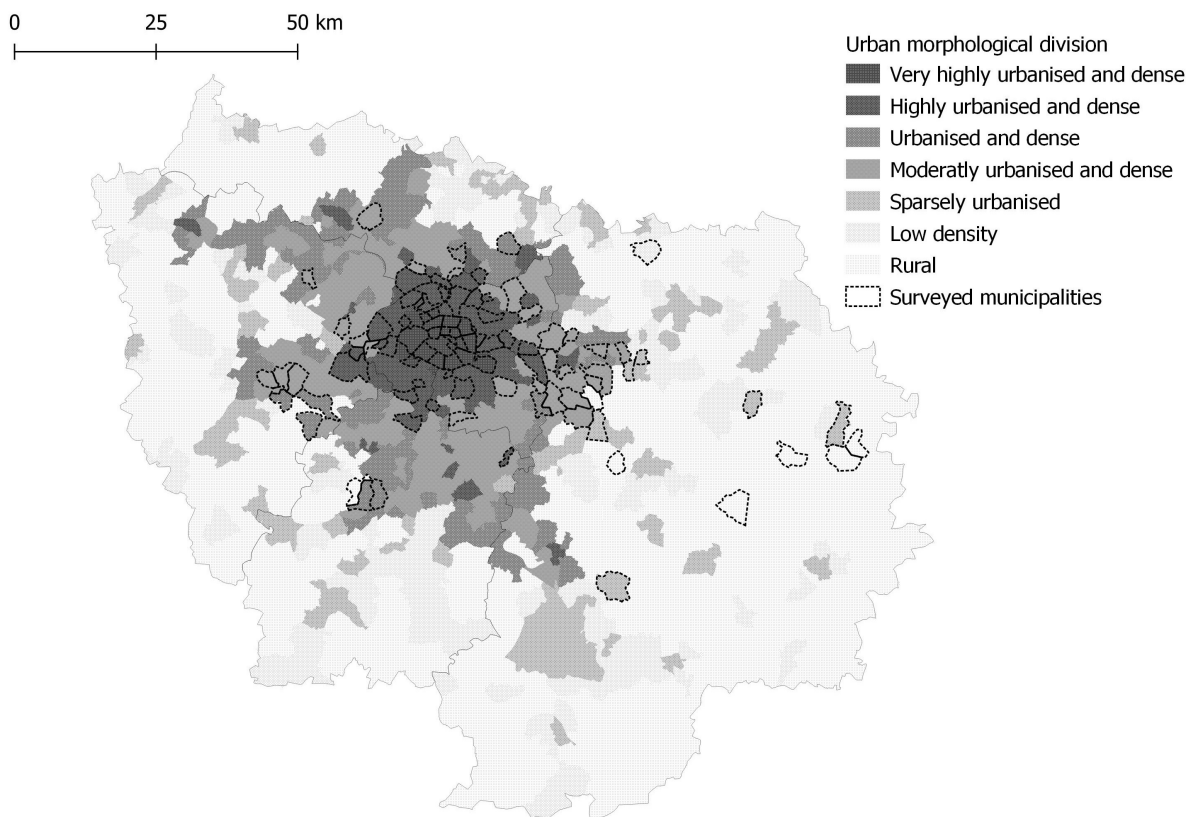 0 25 50 km
Urban morphological division
Very highly urbanised and dense
Highly urbanised and dense
Urbanised and dense
Moderatly urbanised and dense
Sparsely urbanised
Low density
Rural
Surveyed municipalities